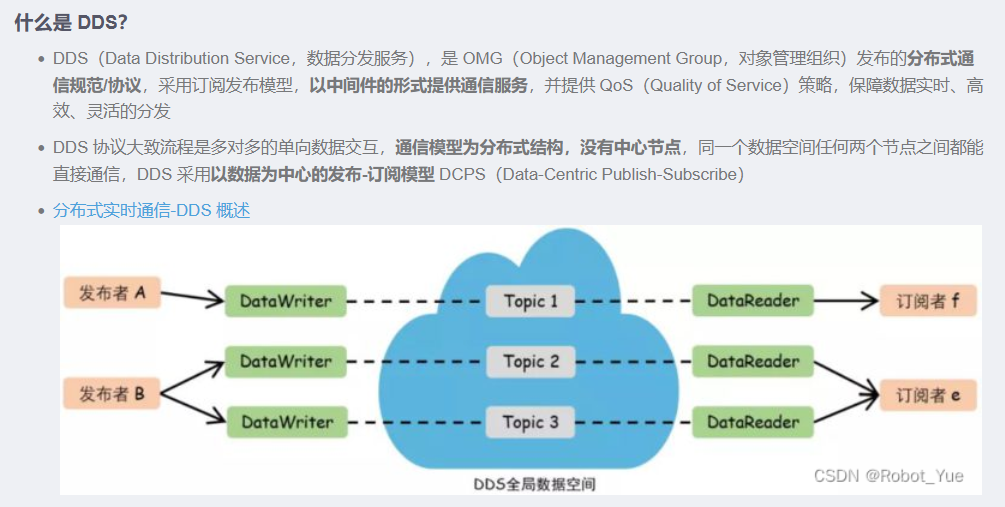 什么是 DDS?
DDS（Data Distribution Service，数据分发服务），是 OMG（Object Management Group，对象管理组织）发布的分布式通
信规范/协议，采用订阅发布模型，以中间件的形式提供通信服务，并提供 QoS（Quality of Service）策略，保障数据实时、高
效、灵活的分发
DDS 协议大致流程是多对多的单向数据交互，通信模型为分布式结构，没有中心节点，同一个数据空间任何两个节点之间都能
直接通信，DDS 采用以数据为中心的发布-订阅模型 DCPS（Data-Centric Publish-Subscribe）
分布式实时通信-DDS 概述
发布者 A
DataWriter
Topic 1
DataReader
订阅者 f
DataWriter
Topic 2
DataReader
发布者 B
订阅者 e
DataWriter
Topic 3
DataReader
DDS全局数据空间
CSDN @Robot_Yue